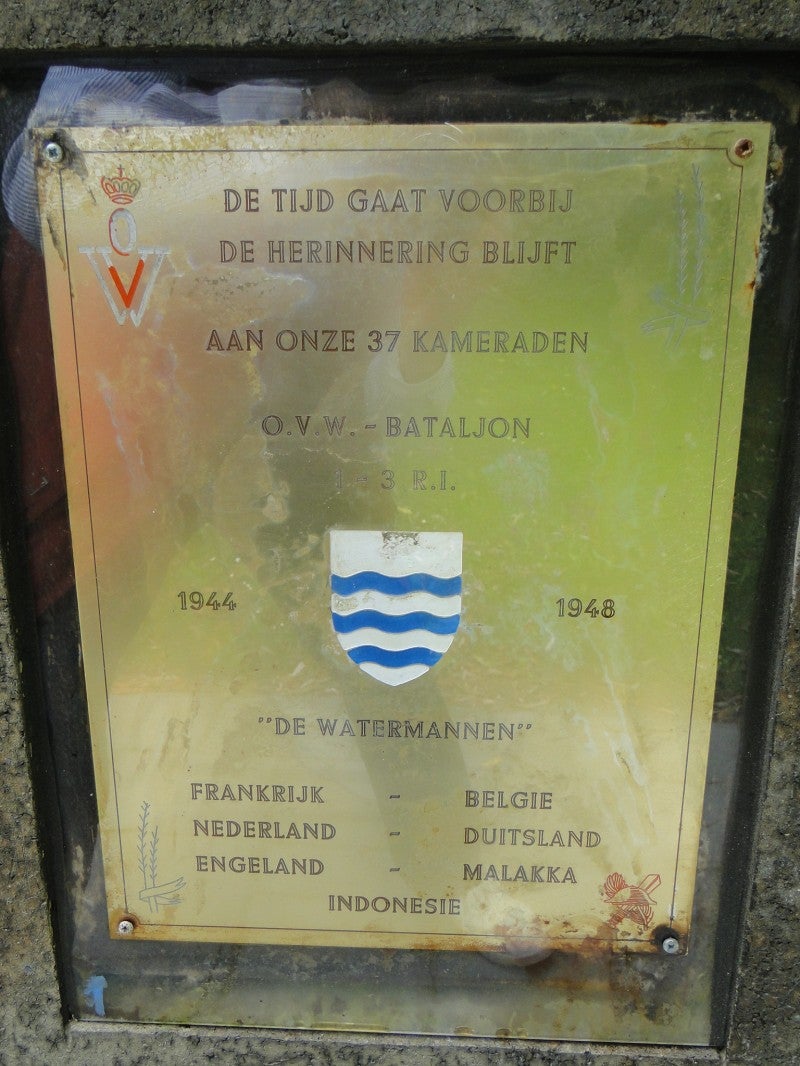 OVW
DE TIJD GAAT VOORBIJ
DE HERINNERING BLIJFT
AAN ONZE 37 KAMERADEN
O.V.W. - BATALJON
1 - 3 R.I.
1944 1948
"DE WATERMANNEN"
FRANKRIJK - BELGIE
NEDERLAND - DUITSLAND
ENGELAND - MALAKKA
INDONESIE